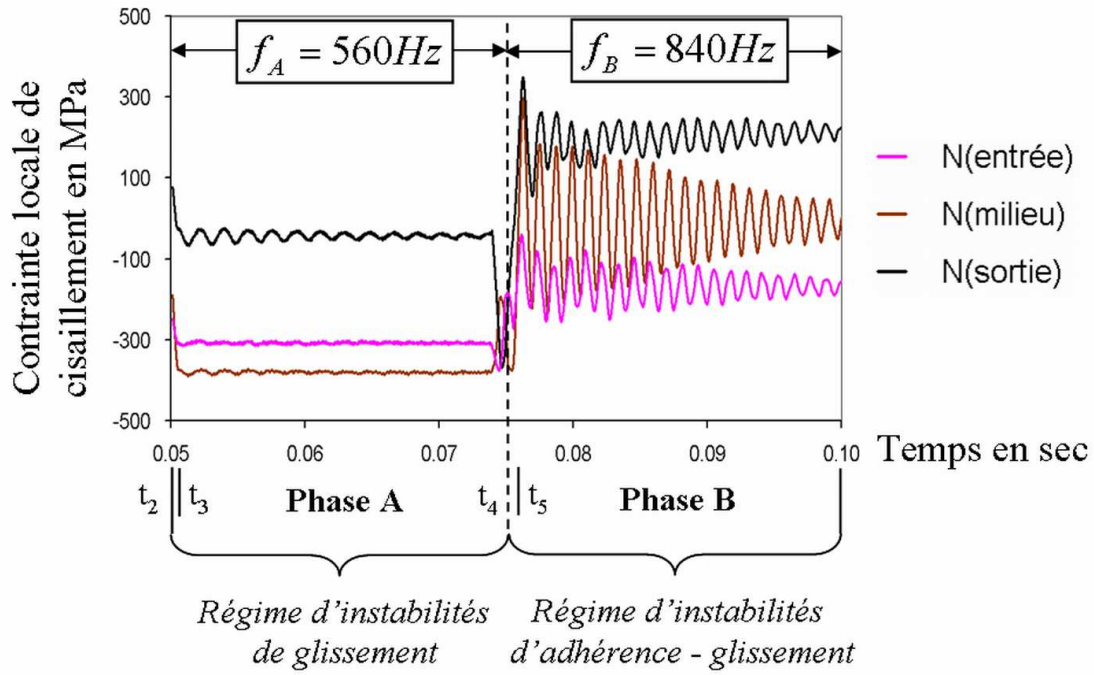 500
300
100
-100
-300
-500
Contrainte locale de
cisaillement en MPa
f_A = 560Hz
f_B = 840Hz
N(entrée)
N(milieu)
N(sortie)
0.05 0.06 0.07 0.08 0.09 0.10
Temps en sec
t₂ t₃ Phase A t₄ t₅ Phase B
Régime d'instabilités
de glissement
Régime d'instabilités
d'adhérence - glissement